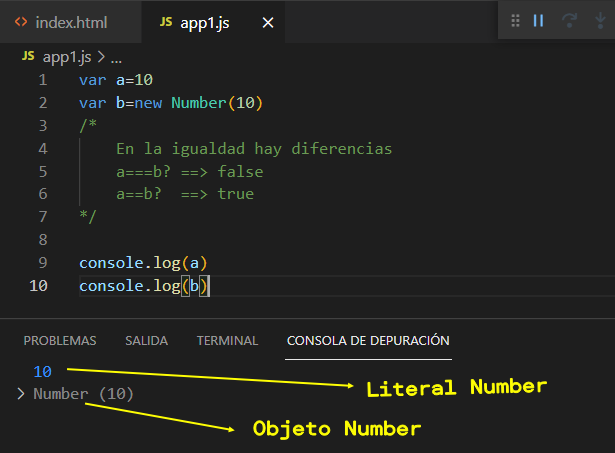 index.html
JS app1.js
JS app1.js > ...
1 var a=10
2 var b=new Number(10)
3 /*
4 En la igualdad hay diferencias
5 a===b? ==> false
6 a==b? ==> true
7 */
8
9 console.log(a)
10 console.log(b)
PROBLEMAS SALIDA TERMINAL CONSOLA DE DEPURACIÓN
10
Literal Number
Number (10)
Objeto Number